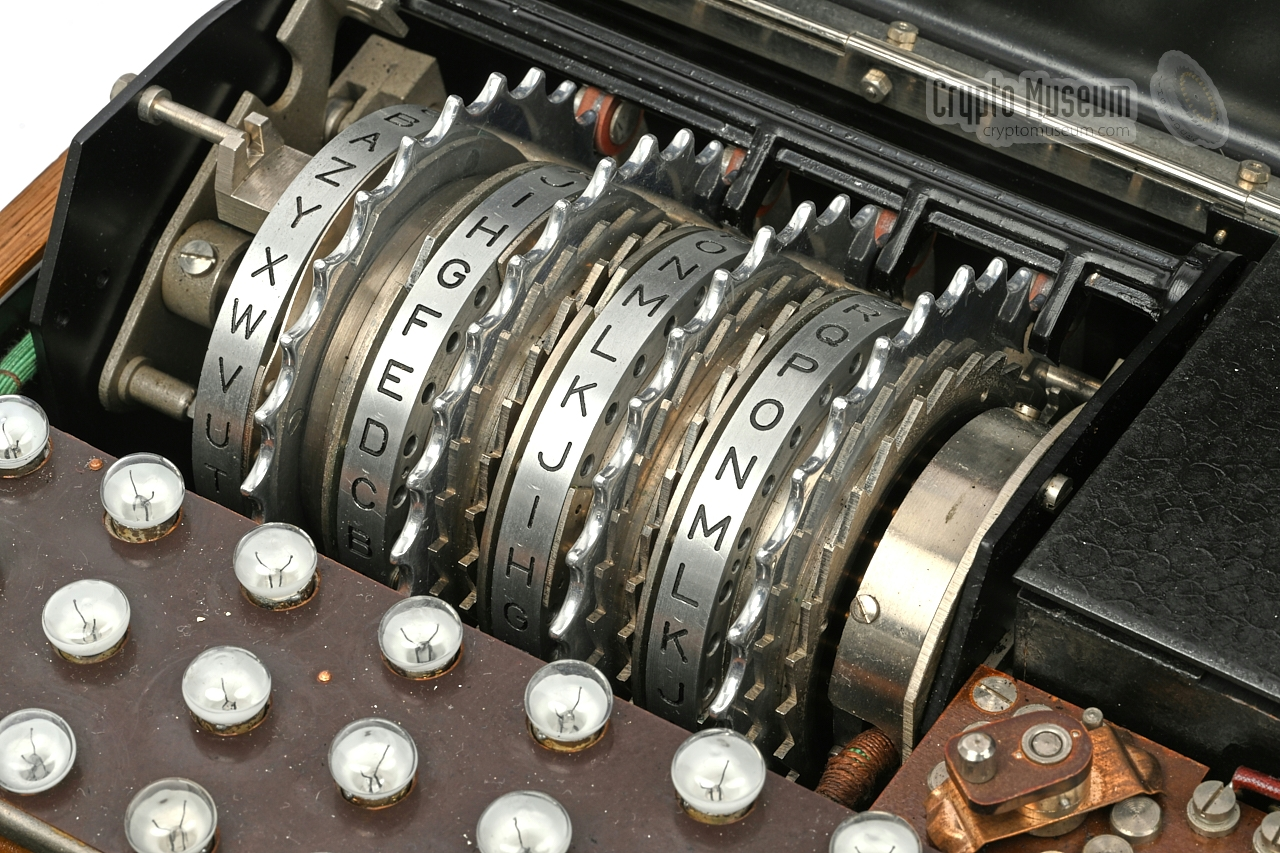 Crypto Museum
cryptomuseum.com
B A Z Y X W V U T
J I H G F E D C B
O N M L K J I H G
R Q P O N M L K J